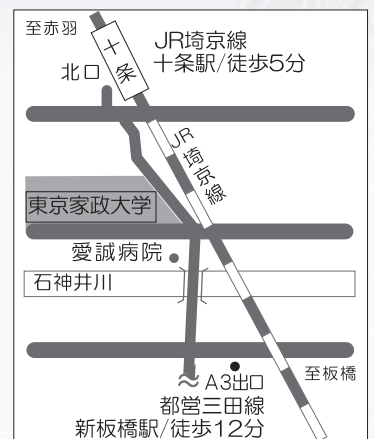 至赤羽
JR埼京線
十条駅/徒歩5分
十条
北口
JR埼京線
東京家政大学
愛誠病院
石神井川
至板橋
A3出口
都営三田線
新板橋駅/徒歩12分